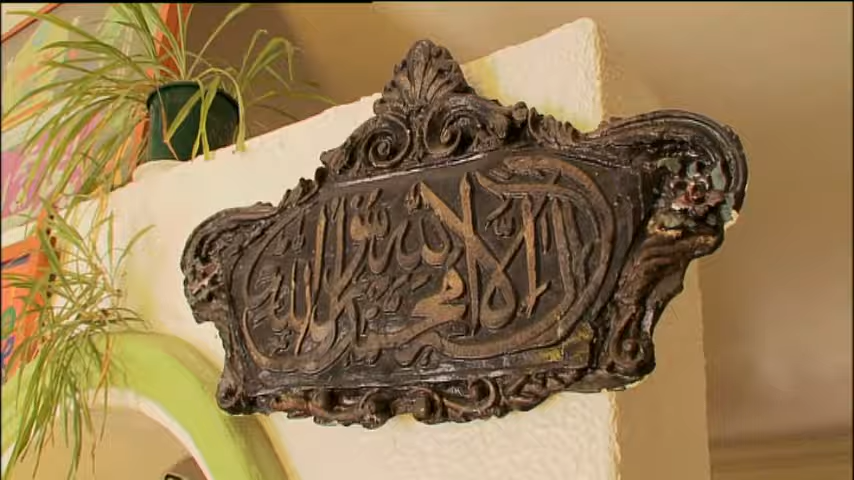 لا اله الا الله محمد رسول الله